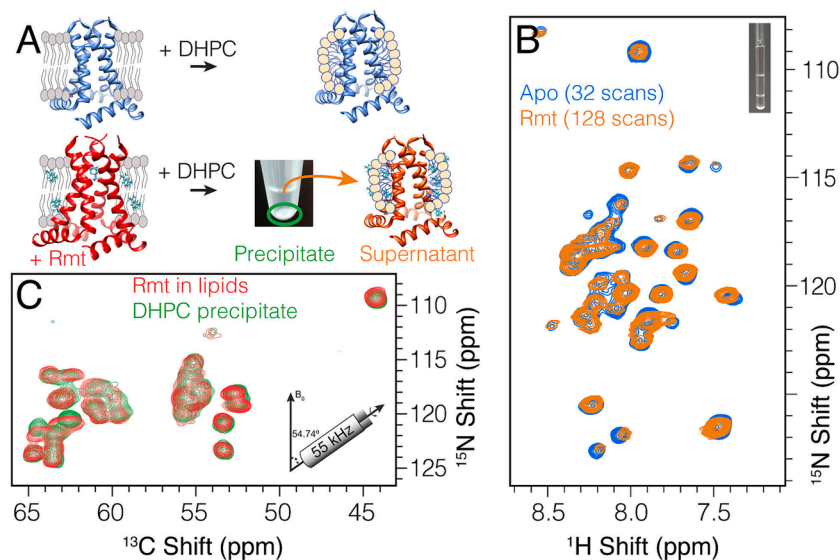 A
+ DHPC
+ DHPC
+ Rmt
Precipitate
Supernatant
B
Apo (32 scans)
Rmt (128 scans)
110
115
120
8.5
8.0
7.5
¹H Shift (ppm)
¹⁵N Shift (ppm)
C
Rmt in lipids
DHPC precipitate
B₀
54.74º
55 kHz
110
115
120
125
65
60
55
50
45
¹³C Shift (ppm)
¹⁵N Shift (ppm)